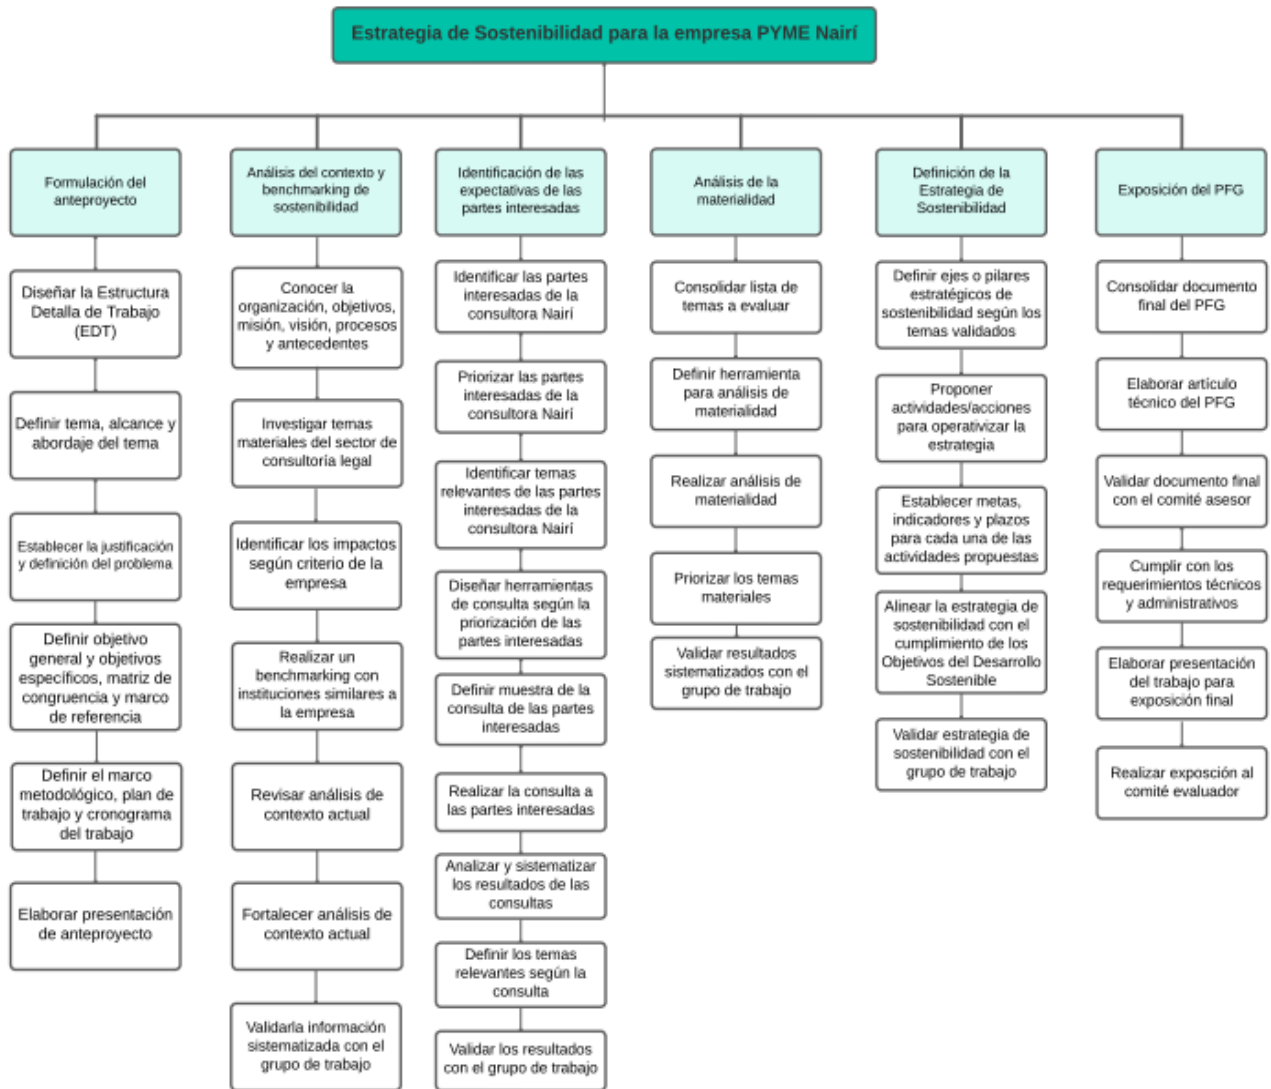 Estrategia de Sostenibilidad para la empresa PYME Nairí
Formulación del
anteproyecto
Diseñar la Estructura
Detalla de Trabajo
(EDT)
Definir tema, alcance y
abordaje del tema
Establecer la justificación
y definición del problema
Definir objetivo
general y objetivos
específicos, matriz de
congruencia y marco
de referencia
Definir el marco
metodológico, plan de
trabajo y cronograma
del trabajo
Elaborar presentación
de anteproyecto
Análisis del contexto y
benchmarking de
sostenibilidad
Conocer la
organización, objetivos,
misión, visión, procesos
y antecedentes
Investigar temas
materiales del sector de
consultoría legal
Identificar los impactos
según criterio de la
empresa
Realizar un
benchmarking con
instituciones similares a
la empresa
Revisar análisis de
contexto actual
Fortalecer análisis de
contexto actual
Validarla información
sistematizada con el
grupo de trabajo
Identificación de las
expectativas de las
partes interesadas
Identificar las partes
interesadas de la
consultora Nairí
Priorizar las partes
interesadas de la
consultora Nairí
Identificar temas
relevantes de las partes
interesadas de la
consultora Nairí
Diseñar herramientas
de consulta según la
priorización de las
partes interesadas
Definir muestra de la
consulta de las partes
interesadas
Realizar la consulta a
las partes interesadas
Analizar y sistematizar
los resultados de las
consultas
Definir los temas
relevantes según la
consulta
Validar los resultados
con el grupo de trabajo
Análisis de la
materialidad
Consolidar lista de
temas a evaluar
Definir herramienta
para análisis de
materialidad
Realizar análisis de
materialidad
Priorizar los temas
materiales
Validar resultados
sistematizados con el
grupo de trabajo
Definición de la
Estrategia de
Sostenibilidad
Definir ejes o pilares
estratégicos de
sostenibilidad según los
temas validados
Proponer
actividades/acciones
para operativizar la
estrategia
Establecer metas,
indicadores y plazos
para cada una de las
actividades propuestas
Alinear la estrategia de
sostenibilidad con el
cumplimiento de los
Objetivos del Desarrollo
Sostenible
Validar estrategia de
sostenibilidad con el
grupo de trabajo
Exposición del PFG
Consolidar documento
final del PFG
Elaborar artículo
técnico del PFG
Validar documento final
con el comité asesor
Cumplir con los
requerimientos técnicos
y administrativos
Elaborar presentación
del trabajo para
exposición final
Realizar exposción al
comité evaluador